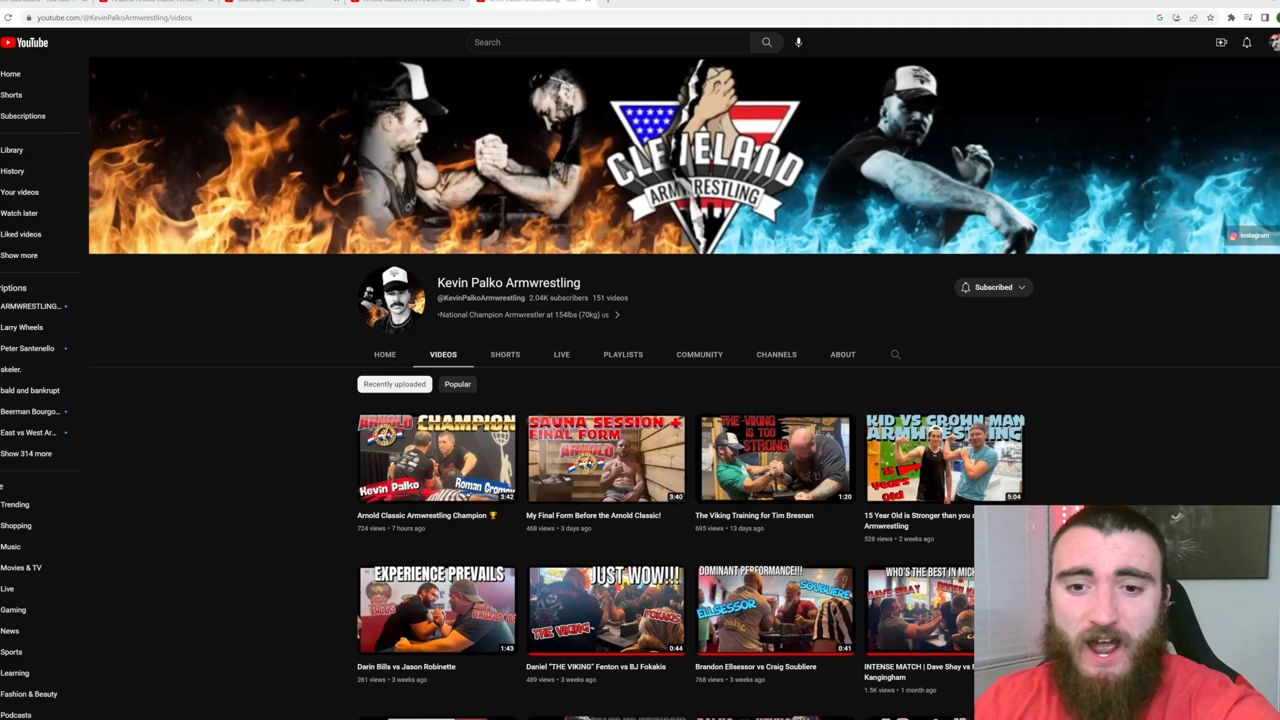 youtube.com/@KevinPalkoArmwrestling/videos
YouTube
Search
Home
Shorts
Subscriptions
Library
History
Your videos
Watch later
Liked videos
Show more
riptions
ARMWRESTLING...
Larry Wheels
Peter Santenello
skeler.
bald and bankrupt
Beerman Bourgo...
East vs West Ar...
Show 314 more
e
Trending
Shopping
Music
Movies & TV
Live
Gaming
News
Sports
Learning
Fashion & Beauty
Podcasts
CLEVELAND
ARMWRESTLING
Instagram
Kevin Palko Armwrestling
@KevinPalkoArmwrestling 2.04K subscribers 151 videos
•National Champion Armwrestler at 154lbs (70kg) us
Subscribed
HOME VIDEOS SHORTS LIVE PLAYLISTS COMMUNITY CHANNELS ABOUT
Recently uploaded Popular
ARNOLD CHAMPION
Kevin Palko
Roman Gromov
3:42
Arnold Classic Armwrestling Champion 🏆
724 views • 7 hours ago
SAUNA SESSION +
FINAL FORM
ARNOLD
3:40
My Final Form Before the Arnold Classic!
468 views • 3 days ago
THE VIKING
IS TOO
STRONG
1:20
The Viking Training for Tim Bresnan
695 views • 13 days ago
KID VS GROWN MAN
ARMWRESTLING
15
Years
Old
5:04
15 Year Old is Stronger than you a
Armwrestling
528 views • 2 weeks ago
EXPERIENCE PREVAILS
1:43
Darin Bills vs Jason Robinette
261 views • 3 weeks ago
JUST WOW!!!
THE VIKING
FOKAKIS
0:44
Daniel "THE VIKING" Fenton vs BJ Fokakis
489 views • 3 weeks ago
DOMINANT PERFORMANCE!!!
ELLSESSOR
SOUBLIERE
0:41
Brandon Ellsessor vs Craig Soubliere
768 views • 3 weeks ago
WHO'S THE BEST IN MICH
DAVE SHAY
INTENSE MATCH | Dave Shay vs
Kangingham
1.5K views • 1 month ago